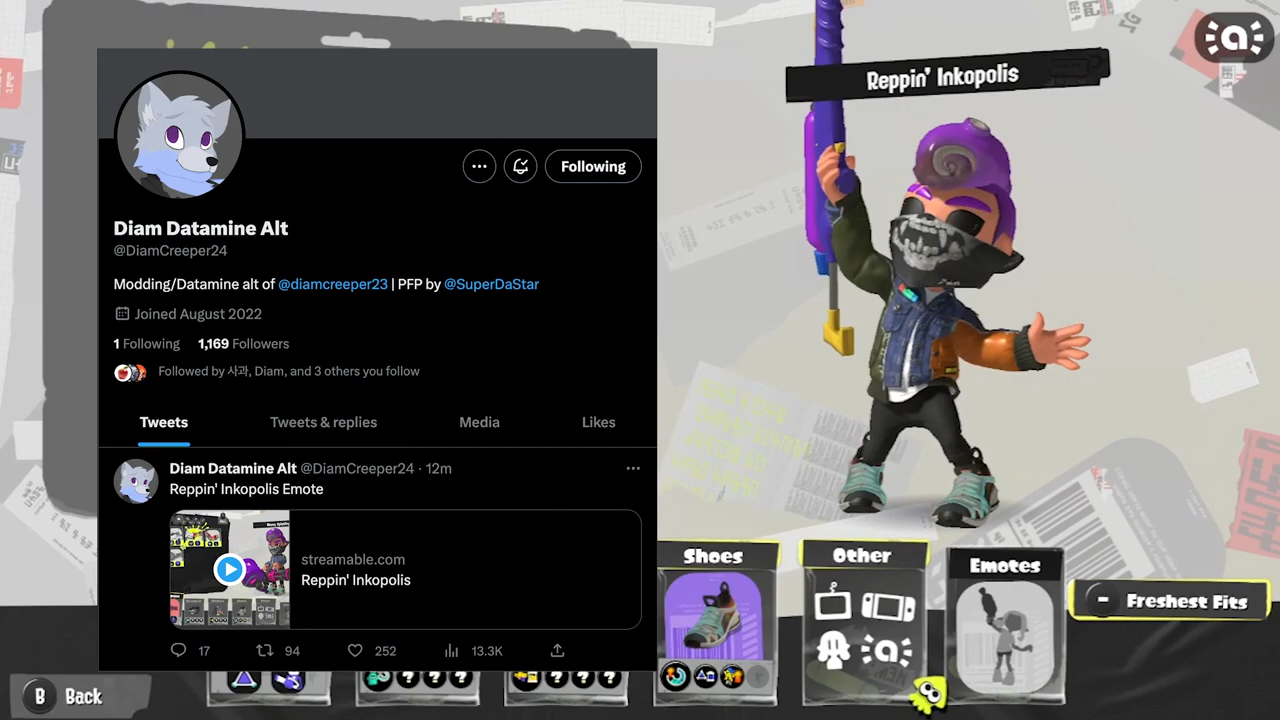 Reppin' Inkopolis
Following
Diam Datamine Alt
@DiamCreeper24
Modding/Datamine alt of @diamcreeper23 | PFP by @SuperDaStar
Joined August 2022
1 Following 1,169 Followers
Followed by 사과, Diam, and 3 others you follow
Tweets Tweets & replies Media Likes
Diam Datamine Alt @DiamCreeper24 · 12m
Reppin' Inkopolis Emote
streamable.com
Reppin' Inkopolis
17 94 252 13.3K
Shoes
Other
Emotes
- Freshest Fits
? ? ? ? ? ?
B Back